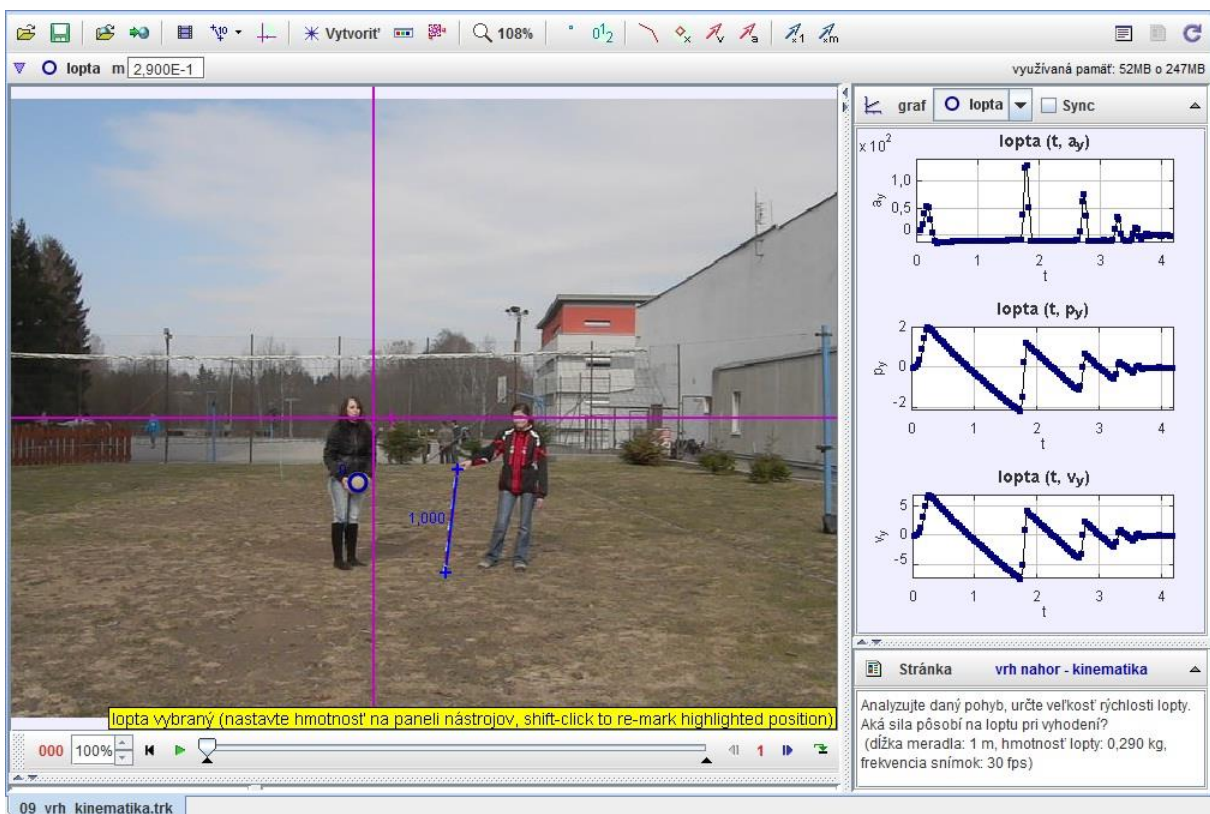 Vytvoriť 108%
lopta m 2,900E-1
využívaná pamäť: 52MB o 247MB
graf lopta Sync
lopta (t, ay)
x 10²
1,0
0,5
0
ay
0 1 2 3 4
t
lopta (t, py)
2
0
-2
py
0 1 2 3 4
t
lopta (t, vy)
5
0
-5
vy
0 1 2 3 4
t
1,000
0
lopta vybraný (nastavte hmotnosť na paneli nástrojov, shift-click to re-mark highlighted position)
000 100% 1
Stránka vrh nahor - kinematika
Analyzujte daný pohyb, určte veľkosť rýchlosti lopty.
Aká sila pôsobí na loptu pri vyhodení?
(dĺžka meradla: 1 m, hmotnosť lopty: 0,290 kg,
frekvencia snímok: 30 fps)
09_vrh_kinematika.trk